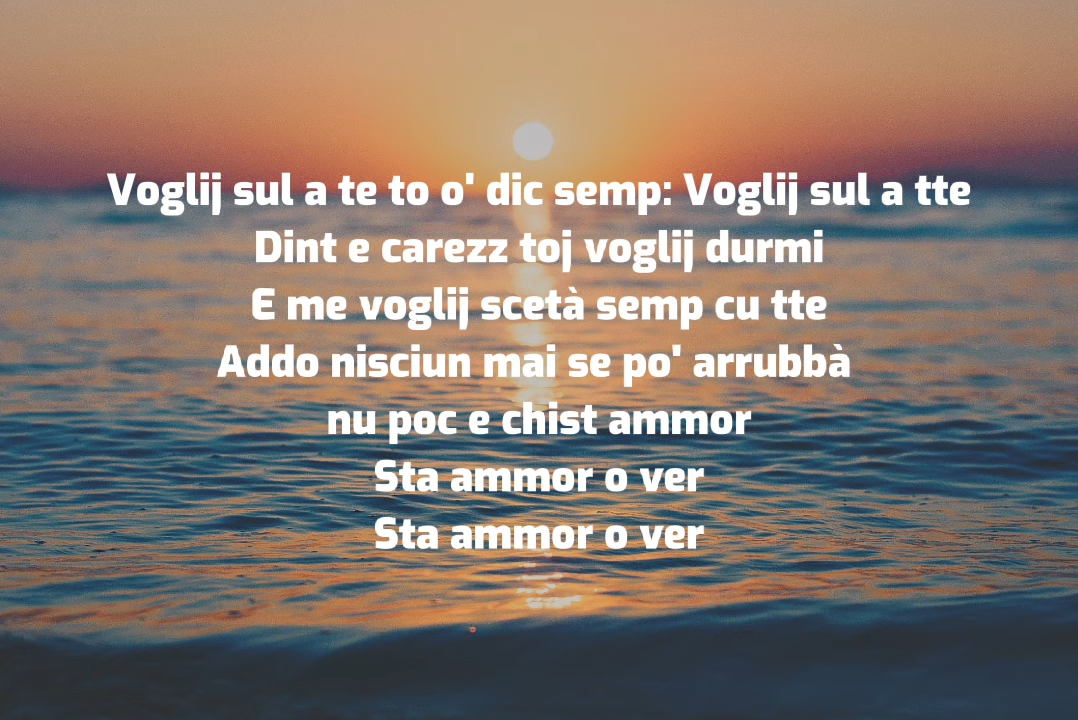 Voglij sul a te to o' dic semp: Voglij sul a tte
Dint e carezz toj voglij durmi
E me voglij scetà semp cu tte
Addo nisciun mai se po' arrubbà
nu poc e chist ammor
Sta ammor o ver
Sta ammor o ver